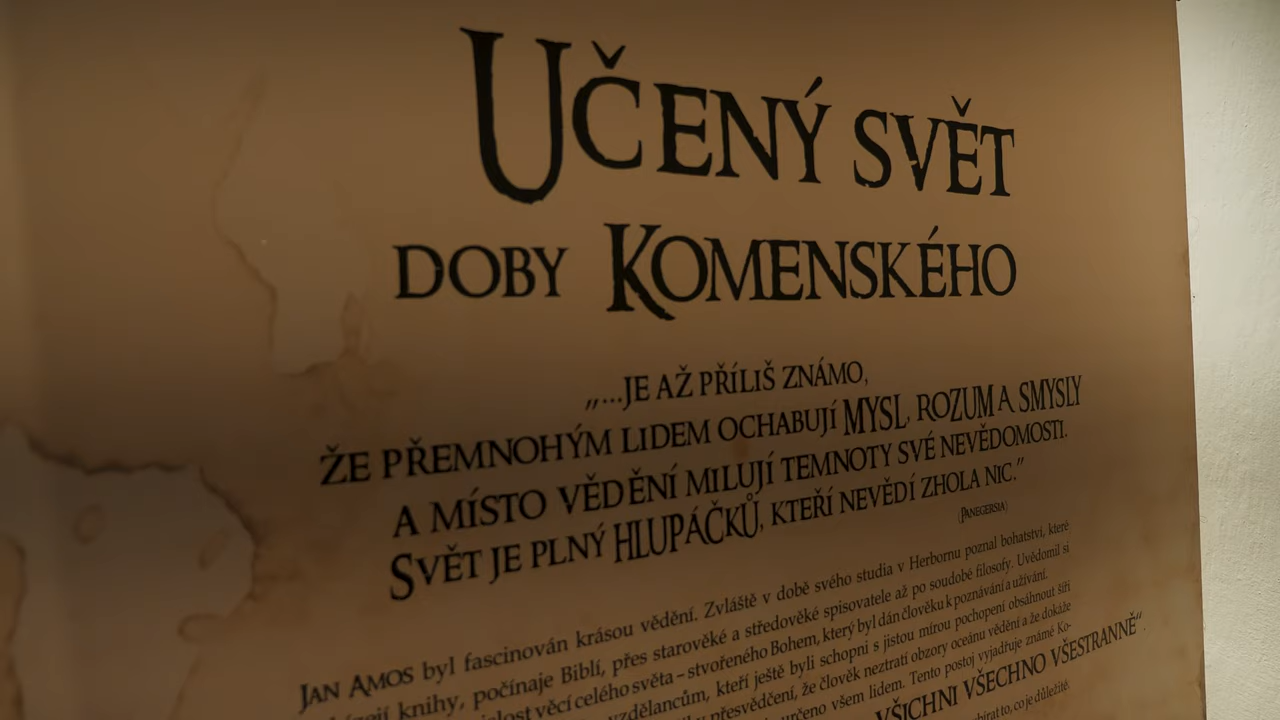 Učený svět
doby Komenského
„...je až příliš známo,
že přemnohým lidem ochabují mysl, rozum a smysly
a místo vědění milují temnoty své nevědomosti.
Svět je plný hlupáčků, kteří nevědí zhola nic.”
(Panegersia)
Jan Amos byl fascinován krásou vědění. Zvláště v době svého studia v Herbornu poznal bohatství, které
knihy, počínaje Biblí, přes starověké a středověké spisovatele až po soudobé filosofy. Uvědomil si
věcí celého světa – stvořeného Bohem, který byl dán člověku k poznávání a užívání.
vzdělancům, kteří ještě byli schopni s jistou mírou pochopení obsáhnout šíři
přesvědčení, že člověk neztratí obzory oceánu vědění a že dokáže
určeno všem lidem. Tento postoj vyjadřuje známé Ko-
všichni všechno všestranně“.
to, co je důležité.